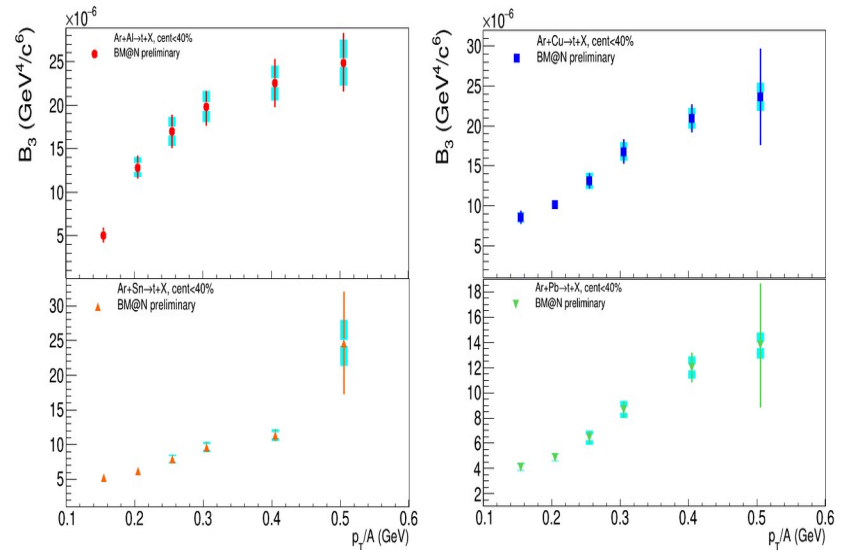 ×10⁻⁶
Ar+Al→t+X, cent<40%
BM@N preliminary
B₃ (GeV⁴/c⁶)
25
20
15
10
5
×10⁻⁶
Ar+Cu→t+X, cent<40%
BM@N preliminary
B₃ (GeV⁴/c⁶)
30
25
20
15
10
5
Ar+Sn→t+X, cent<40%
BM@N preliminary
30
25
20
15
10
5
0.1 0.2 0.3 0.4 0.5 0.6
p_T/A (GeV)
Ar+Pb→t+X, cent<40%
BM@N preliminary
18
16
14
12
10
8
6
4
2
0.1 0.2 0.3 0.4 0.5 0.6
p_T/A (GeV)